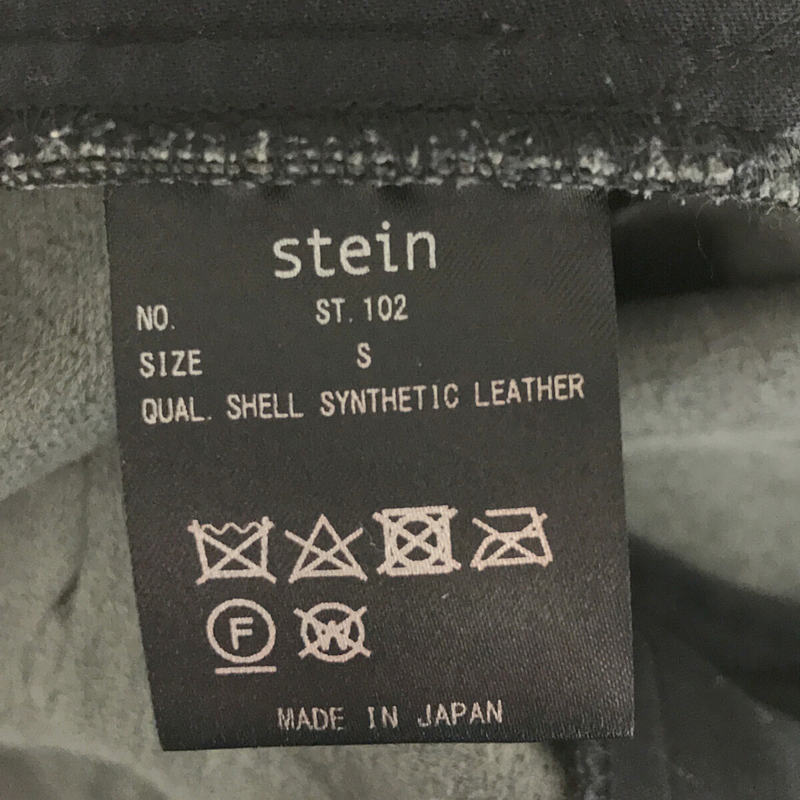 stein
NO. ST.102
SIZE S
QUAL. SHELL SYNTHETIC LEATHER
F W
MADE IN JAPAN